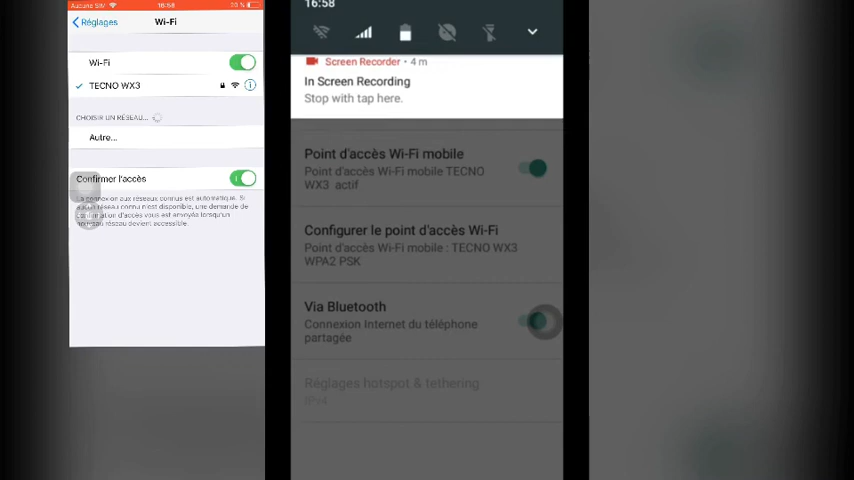 Aucune SIM 16:58 70 %
Réglages Wi-Fi
Wi-Fi
TECNO WX3
CHOISIR UN RÉSEAU...
Autre...
Confirmer l'accès
La connexion aux réseaux connus est automatique. Si
aucun réseau connu n'est disponible, une demande de
confirmation d'accès vous est envoyée lorsqu'un
nouveau réseau devient accessible.
16:58
Screen Recorder • 4 m
In Screen Recording
Stop with tap here.
Point d'accès Wi-Fi mobile
Point d'accès Wi-Fi mobile TECNO
WX3 actif
Configurer le point d'accès Wi-Fi
Point d'accès Wi-Fi mobile : TECNO WX3
WPA2 PSK
Via Bluetooth
Connexion Internet du téléphone
partagée
Réglages hotspot & tethering
IPv4